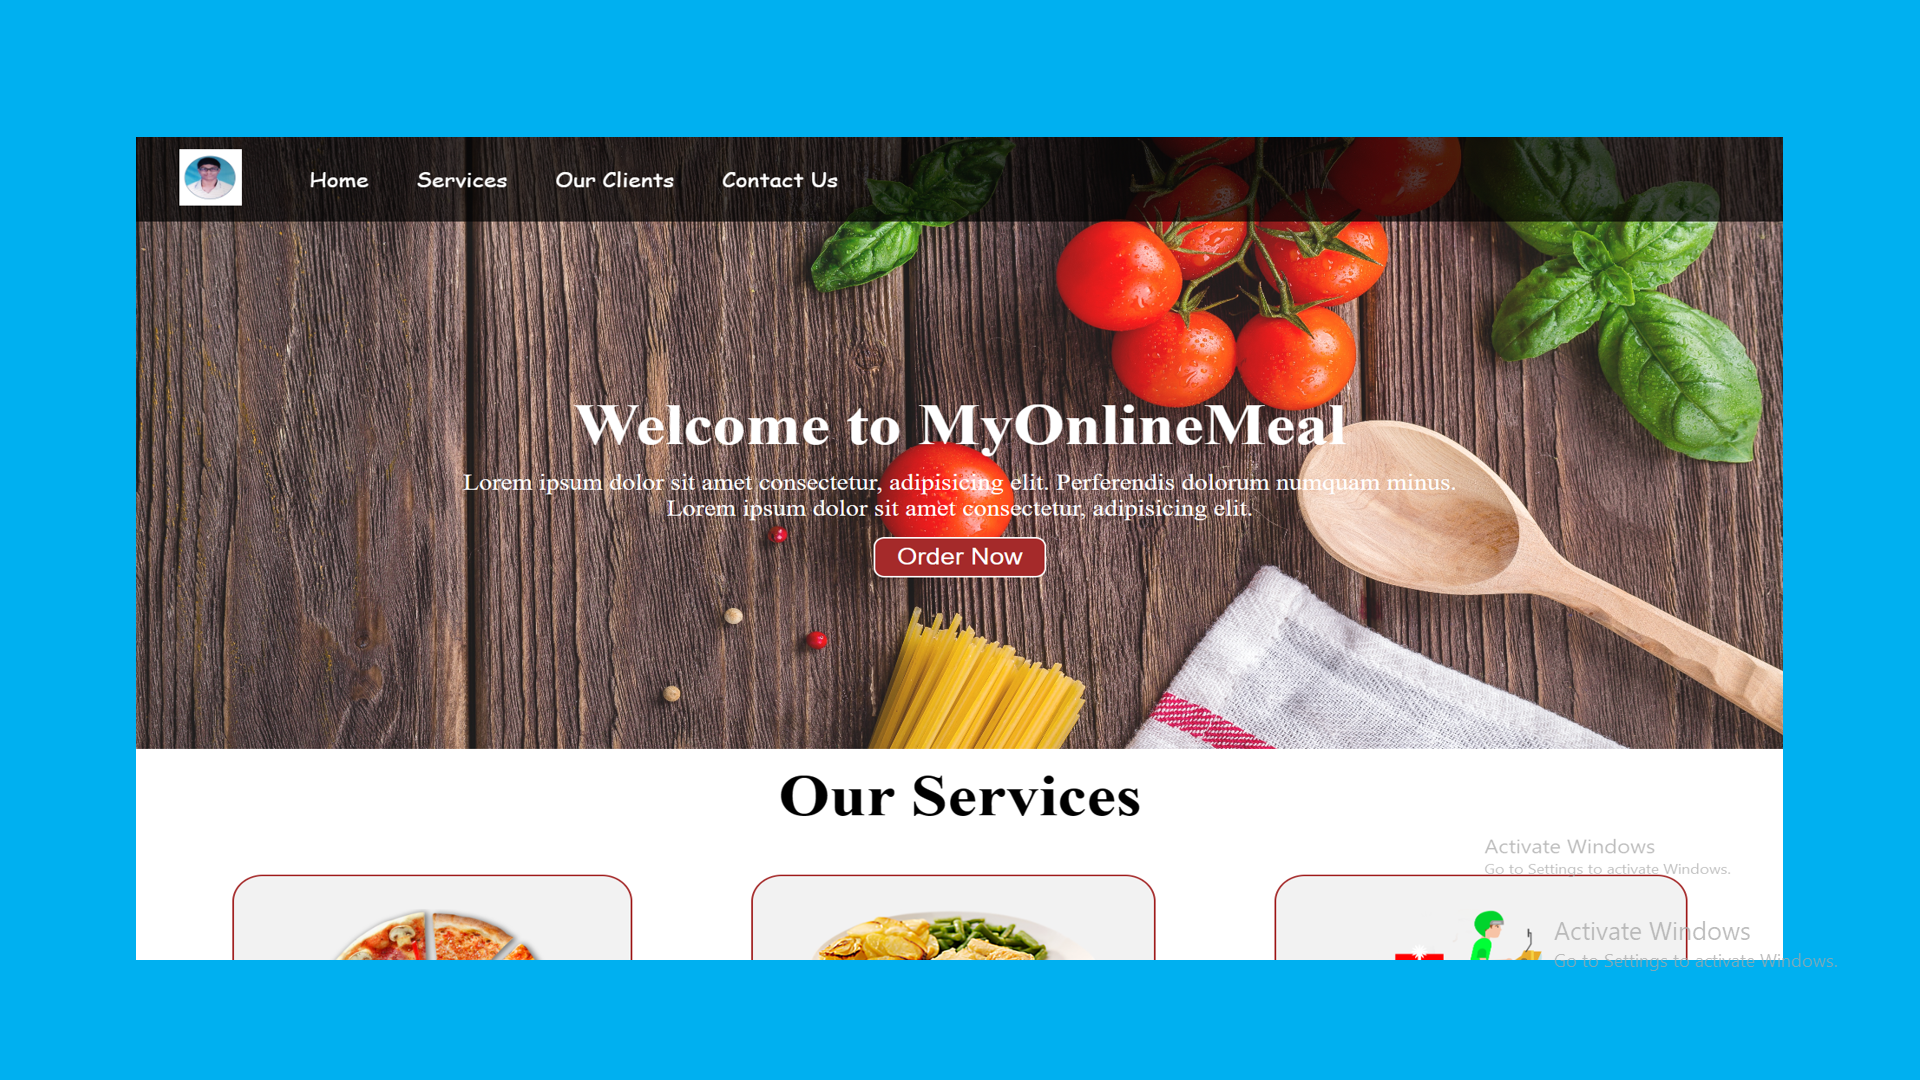 Home Services Our Clients Contact Us
Welcome to MyOnlineMeal
Lorem ipsum dolor sit amet consectetur, adipisicing elit. Perferendis dolorum numquam minus.
Lorem ipsum dolor sit amet consectetur, adipisicing elit.
Order Now
Our Services
Activate Windows
Go to Settings to activate Windows.
Activate Windows
Go to Settings to activate Windows.